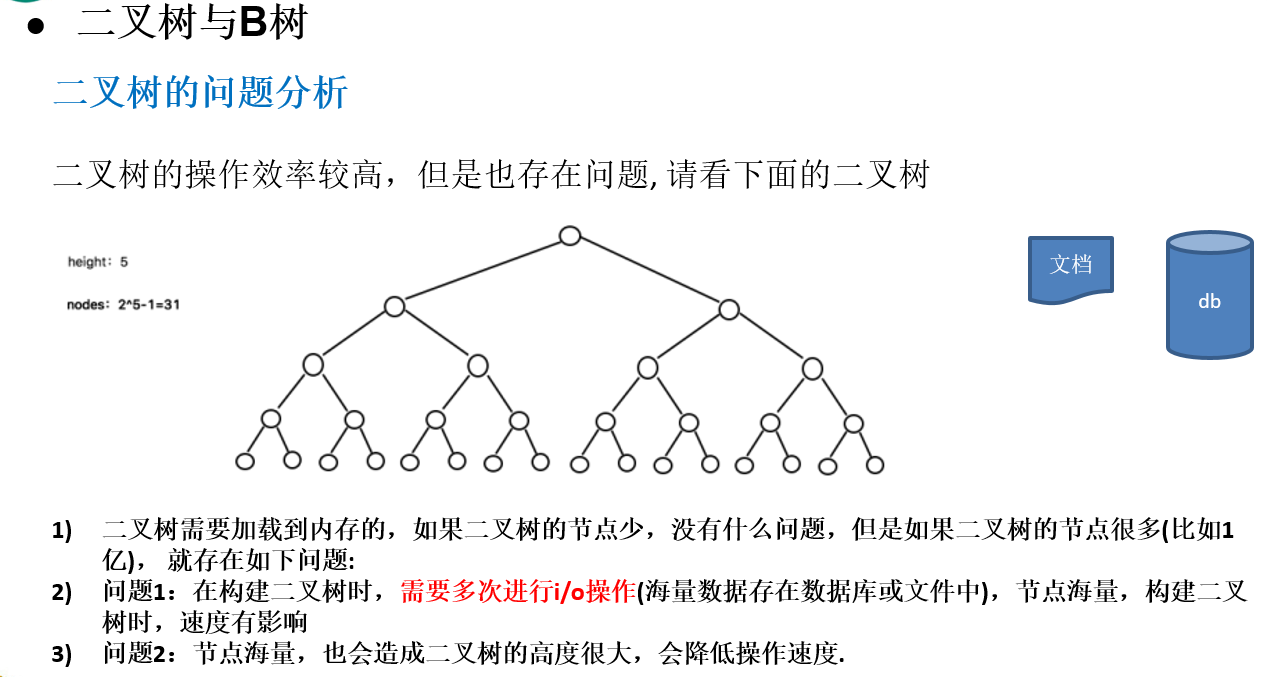 ● 二叉树与B树
二叉树的问题分析
二叉树的操作效率较高，但是也存在问题, 请看下面的二叉树
height：5
nodes：2^5-1=31
文档
db
1) 二叉树需要加载到内存的，如果二叉树的节点少，没有什么问题，但是如果二叉树的节点很多(比如1
亿)， 就存在如下问题:
2) 问题1：在构建二叉树时，需要多次进行i/o操作(海量数据存在数据库或文件中)，节点海量，构建二叉
树时，速度有影响
3) 问题2：节点海量，也会造成二叉树的高度很大，会降低操作速度.